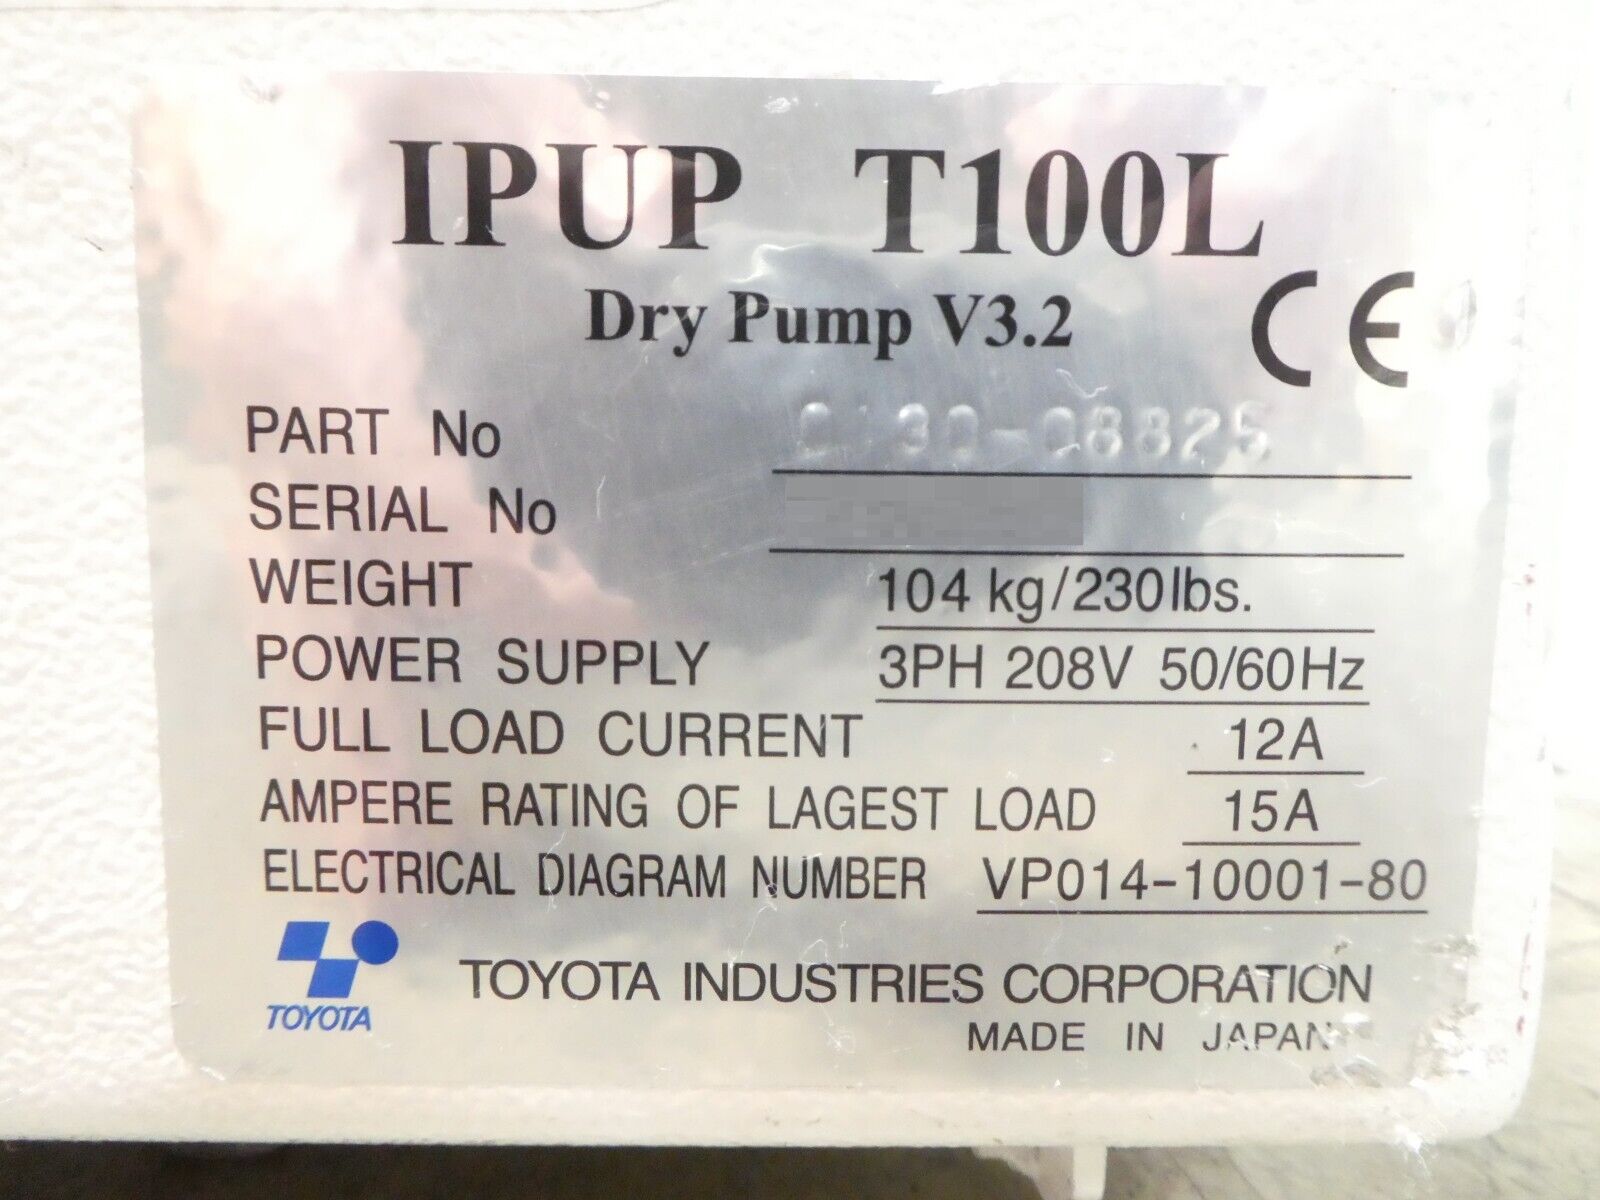 IPUP T100L
Dry Pump V3.2
CE
PART No
SERIAL No
WEIGHT 104 kg/230lbs.
POWER SUPPLY 3PH 208V 50/60Hz
FULL LOAD CURRENT 12A
AMPERE RATING OF LAGEST LOAD 15A
ELECTRICAL DIAGRAM NUMBER VP014-10001-80
TOYOTA
TOYOTA INDUSTRIES CORPORATION
MADE IN JAPAN